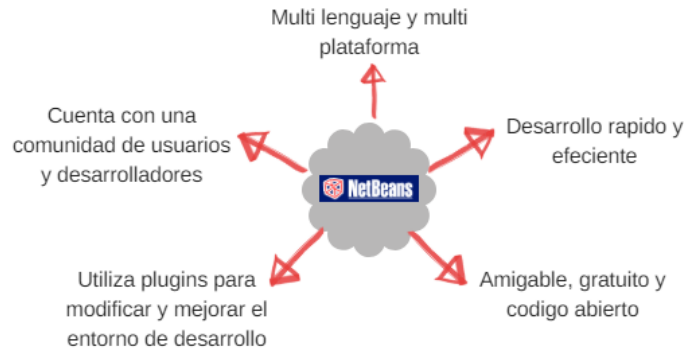 Multi lenguaje y multi
plataforma
Cuenta con una
comunidad de usuarios
y desarrolladores
Desarrollo rapido y
efeciente
NetBeans
Utiliza plugins para
modificar y mejorar el
entorno de desarrollo
Amigable, gratuito y
codigo abierto